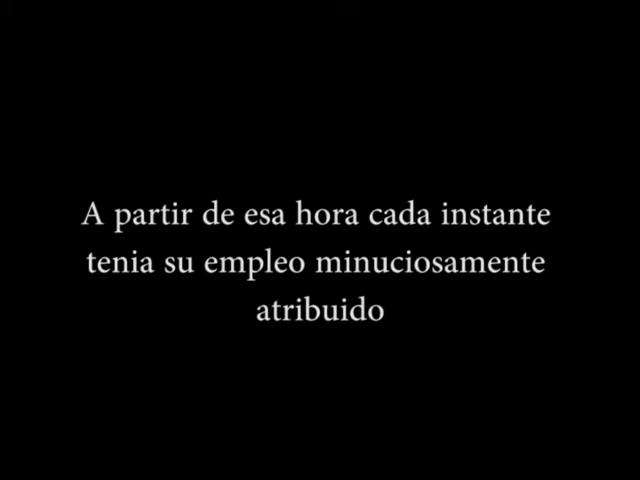 A partir de esa hora cada instante
tenia su empleo minuciosamente
atribuido